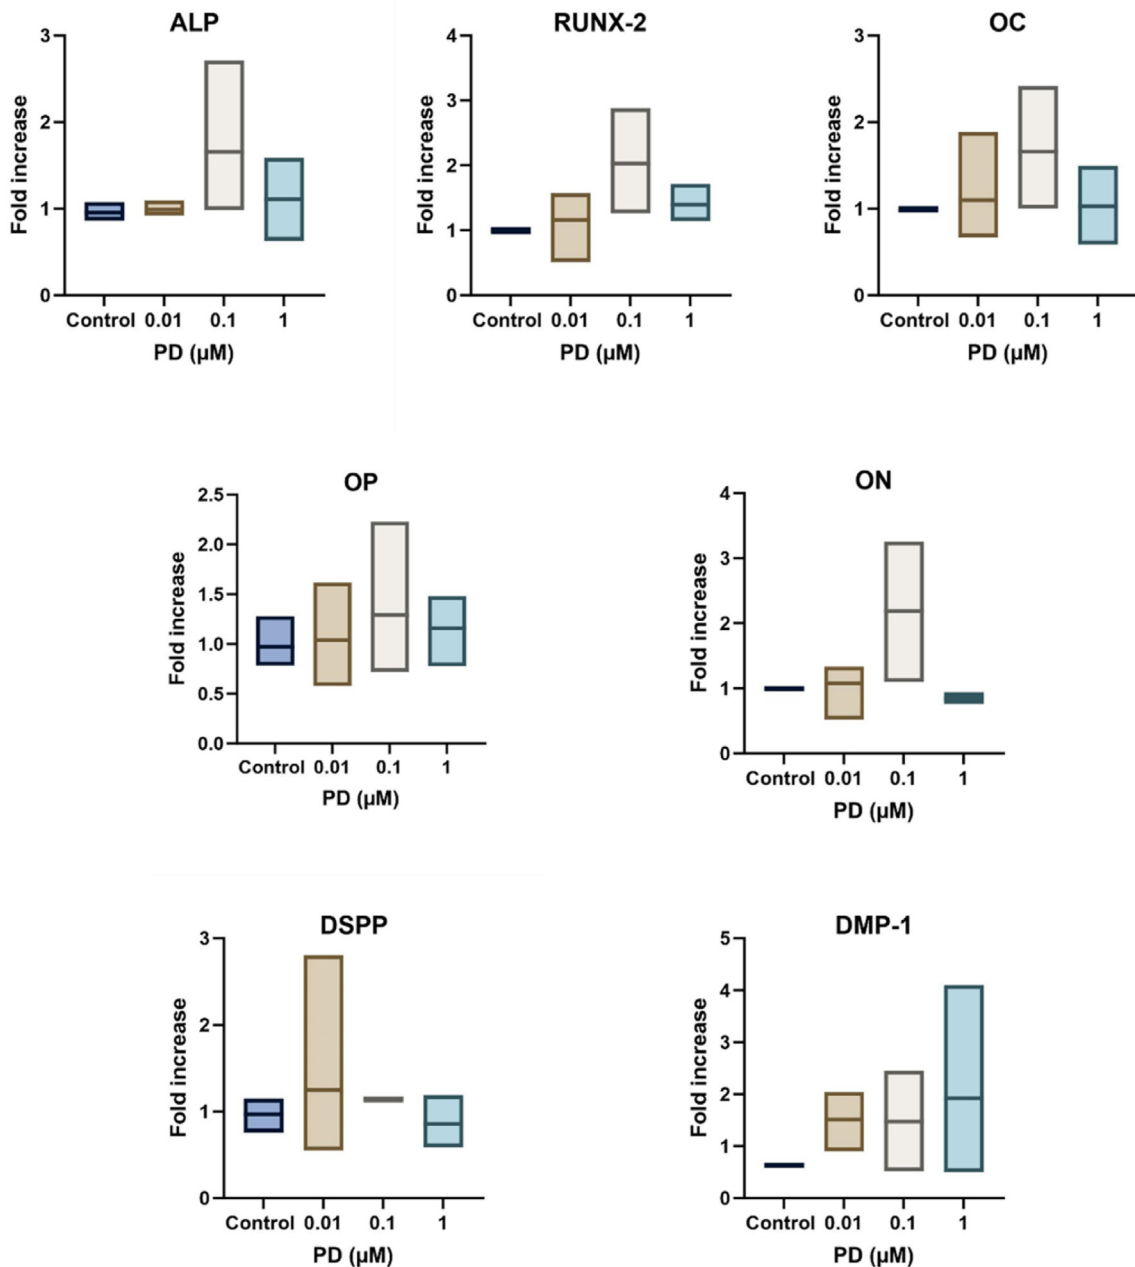 ALP
3
2
1
0
Fold increase
Control 0.01 0.1 1
PD (µM)
RUNX-2
4
3
2
1
0
Fold increase
Control 0.01 0.1 1
PD (µM)
OC
3
2
1
0
Fold increase
Control 0.01 0.1 1
PD (µM)
OP
2.5
2.0
1.5
1.0
0.5
0.0
Fold increase
Control 0.01 0.1 1
PD (µM)
ON
4
3
2
1
0
Fold increase
Control 0.01 0.1 1
PD (µM)
DSPP
3
2
1
0
Fold increase
Control 0.01 0.1 1
PD (µM)
DMP-1
5
4
3
2
1
0
Fold increase
Control 0.01 0.1 1
PD (µM)